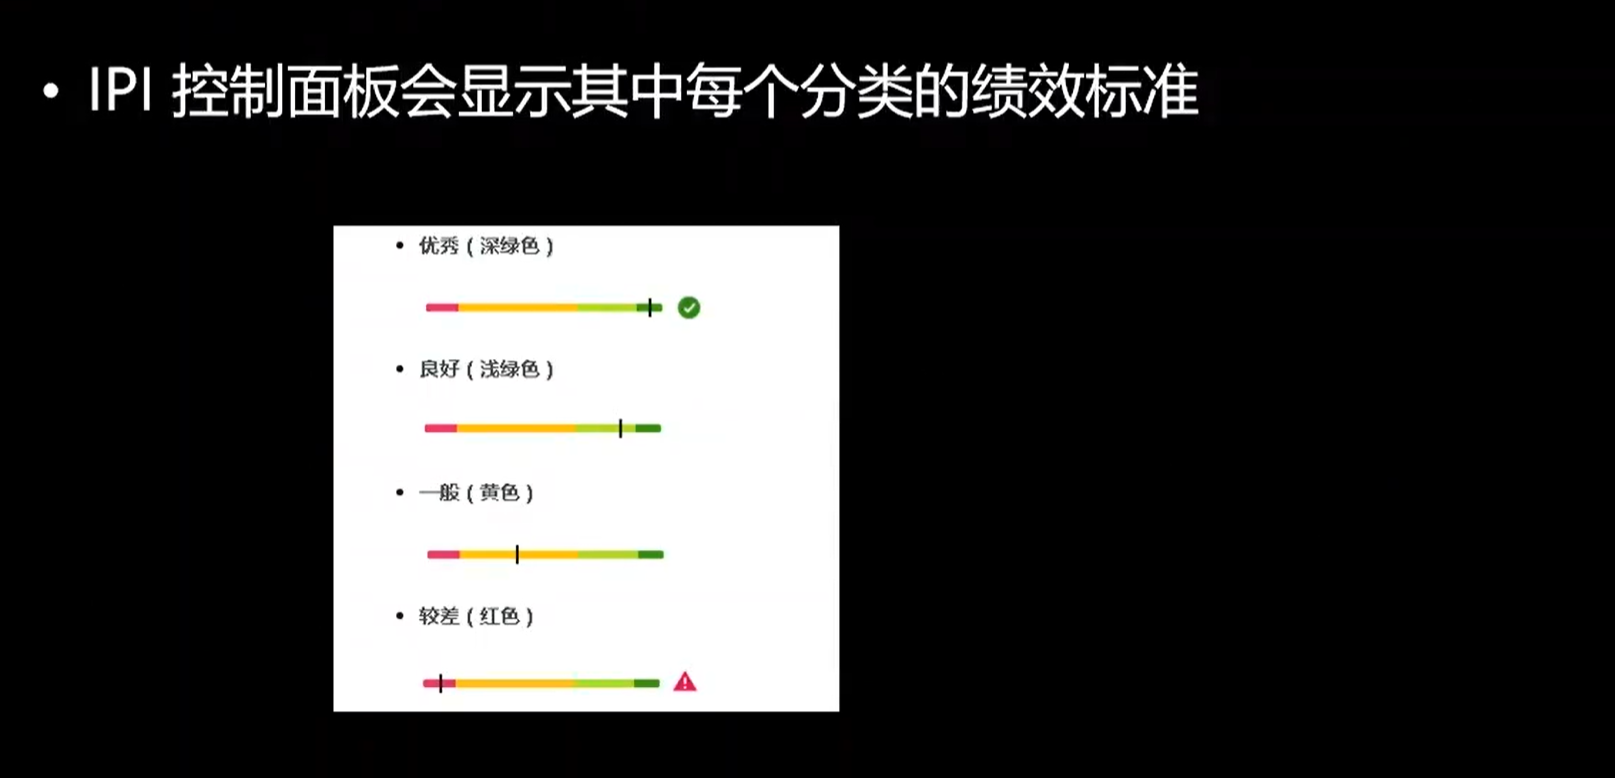 • IPI 控制面板会显示其中每个分类的绩效标准
• 优秀 ( 深绿色 )
• 良好 ( 浅绿色 )
• 一般 ( 黄色 )
• 较差 ( 红色 )